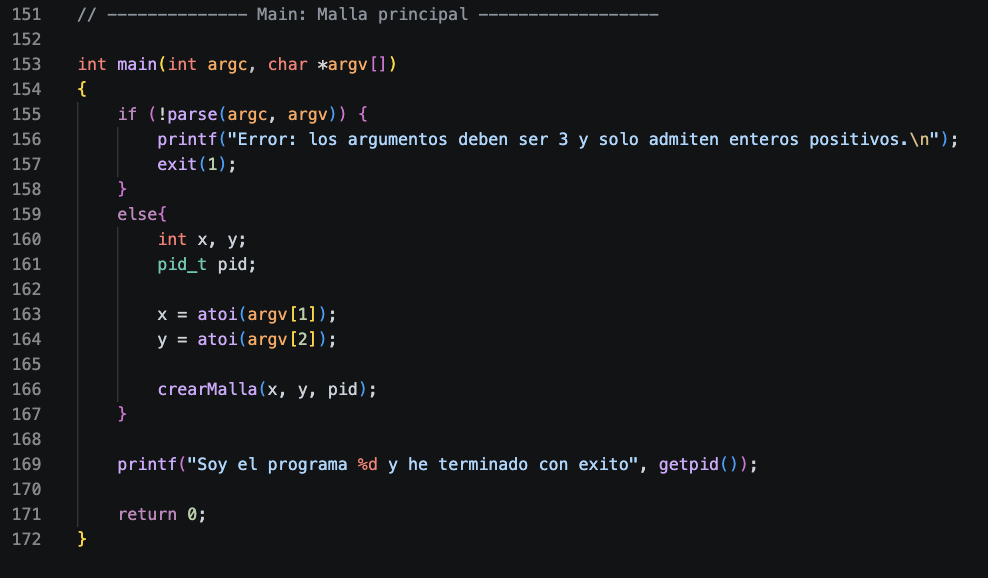 151 // -------------- Main: Malla principal ------------------
152
153 int main(int argc, char *argv[])
154 {
155     if (!parse(argc, argv)) {
156         printf("Error: los argumentos deben ser 3 y solo admiten enteros positivos.\n");
157         exit(1);
158     }
159     else{
160         int x, y;
161         pid_t pid;
162
163         x = atoi(argv[1]);
164         y = atoi(argv[2]);
165
166         crearMalla(x, y, pid);
167     }
168
169     printf("Soy el programa %d y he terminado con exito", getpid());
170
171     return 0;
172 }